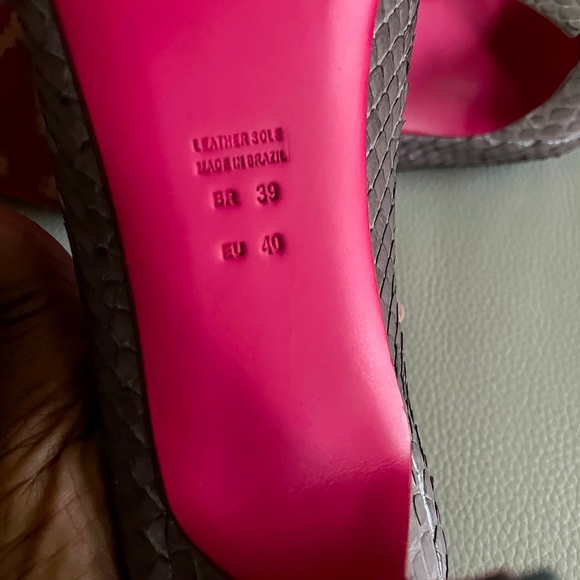 LEATHER SOLE
MADE IN BRAZIL
BR 39
EU 40